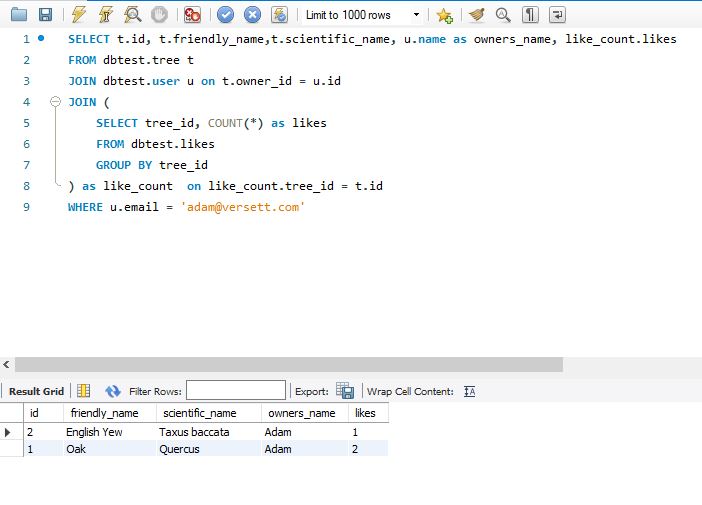 Limit to 1000 rows
1 SELECT t.id, t.friendly_name,t.scientific_name, u.name as owners_name, like_count.likes
2 FROM dbtest.tree t
3 JOIN dbtest.user u on t.owner_id = u.id
4 JOIN (
5 SELECT tree_id, COUNT(*) as likes
6 FROM dbtest.likes
7 GROUP BY tree_id
8 ) as like_count  on like_count.tree_id = t.id
9 WHERE u.email = 'adam@versett.com'
Result Grid Filter Rows: Export: Wrap Cell Content: IA
id friendly_name scientific_name owners_name likes
2 English Yew Taxus baccata Adam 1
1 Oak Quercus Adam 2